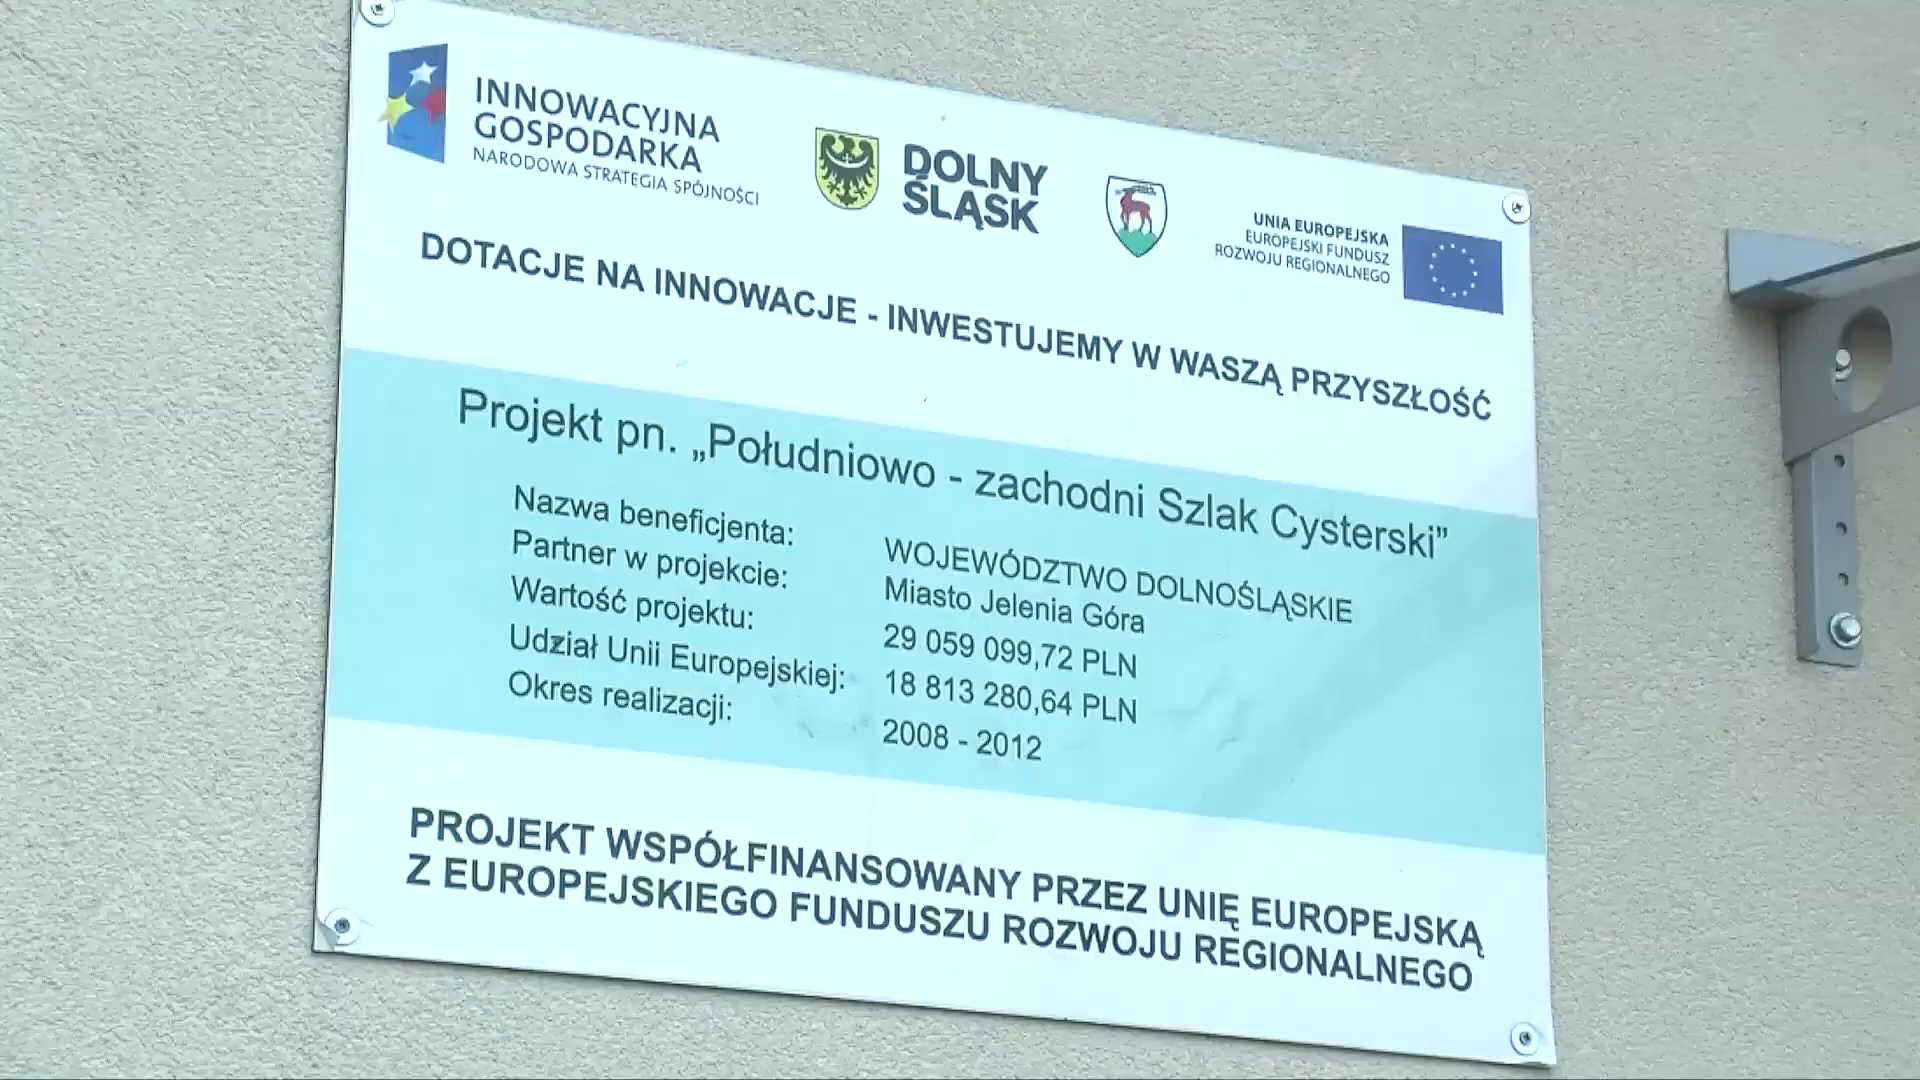 INNOWACYJNA
GOSPODARKA
NARODOWA STRATEGIA SPÓJNOŚCI
DOLNY
ŚLĄSK
UNIA EUROPEJSKA
EUROPEJSKI FUNDUSZ
ROZWOJU REGIONALNEGO
DOTACJE NA INNOWACJE - INWESTUJEMY W WASZĄ PRZYSZŁOŚĆ
Projekt pn. „Południowo - zachodni Szlak Cysterski”
Nazwa beneficjenta: WOJEWÓDZTWO DOLNOŚLĄSKIE
Partner w projekcie: Miasto Jelenia Góra
Wartość projektu: 29 059 099,72 PLN
Udział Unii Europejskiej: 18 813 280,64 PLN
Okres realizacji: 2008 - 2012
PROJEKT WSPÓŁFINANSOWANY PRZEZ UNIĘ EUROPEJSKĄ
Z EUROPEJSKIEGO FUNDUSZU ROZWOJU REGIONALNEGO